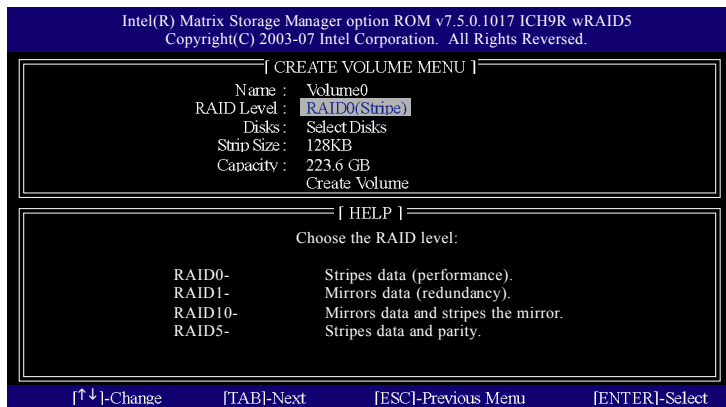 Intel(R) Matrix Storage Manager option ROM v7.5.0.1017 ICH9R wRAID5
Copyright(C) 2003-07 Intel Corporation. All Rights Reversed.
[ CREATE VOLUME MENU ]
Name : Volume0
RAID Level : RAID0(Stripe)
Disks : Select Disks
Strip Size : 128KB
Capacity : 223.6 GB
Create Volume
[ HELP ]
Choose the RAID level:
RAID0- Stripes data (performance).
RAID1- Mirrors data (redundancy).
RAID10- Mirrors data and stripes the mirror.
RAID5- Stripes data and parity.
[↑↓]-Change [TAB]-Next [ESC]-Previous Menu [ENTER]-Select